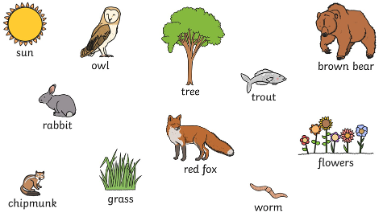 sun
owl
tree
brown bear
rabbit
trout
red fox
flowers
chipmunk
grass
worm